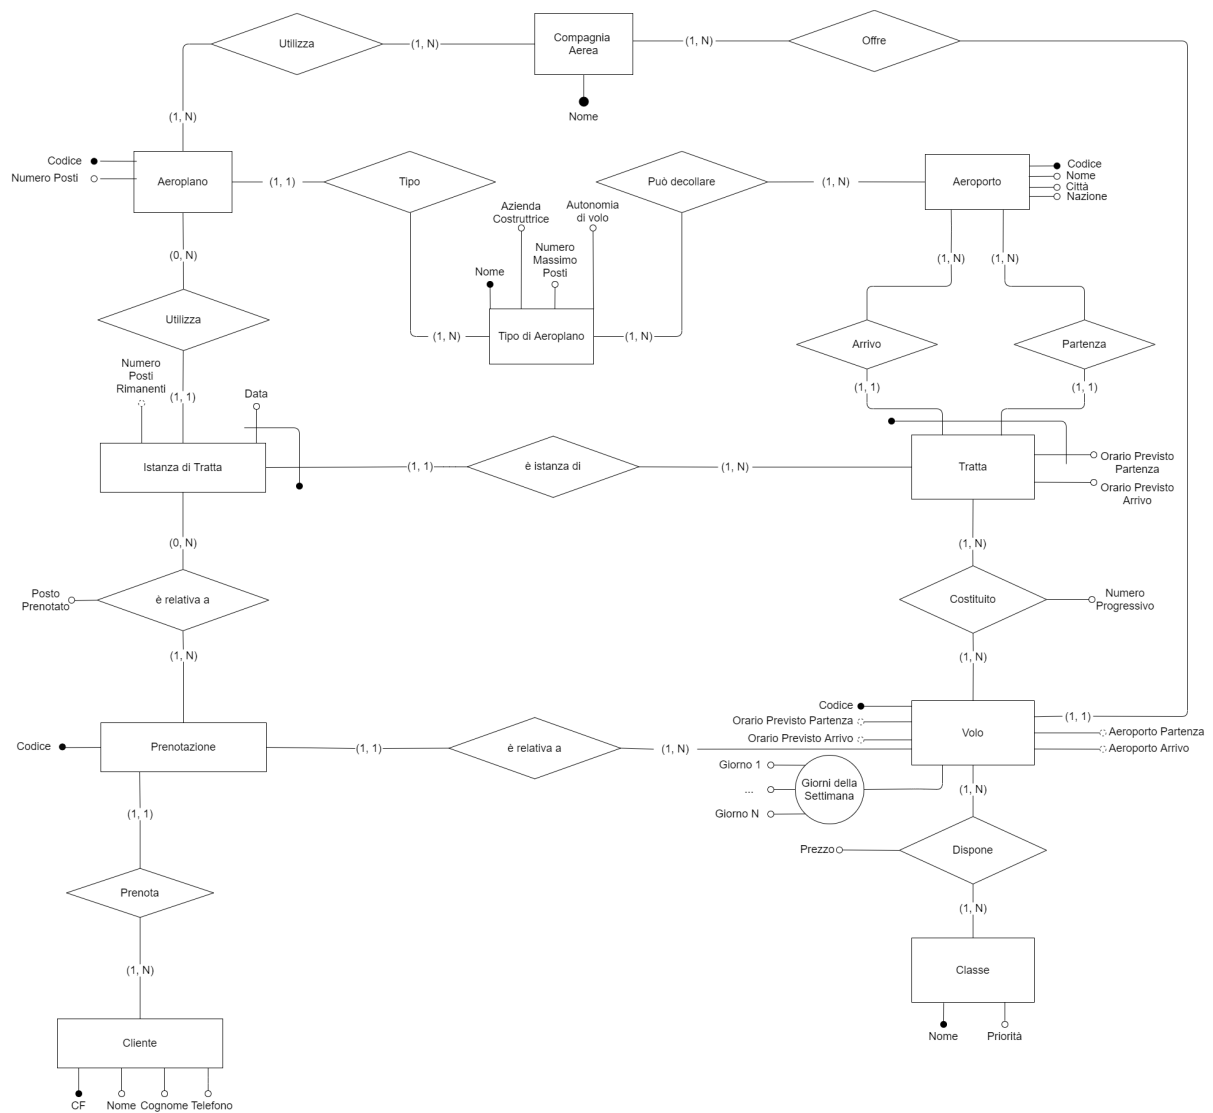 Utilizza
(1, N)
Compagnia
Aerea
(1, N)
Offre
Nome
(1, N)
Codice
Numero Posti
Aeroplano
(1, 1)
Tipo
Può decollare
(1, N)
Aeroporto
Codice
Nome
Città
Nazione
Azienda
Costruttrice
Autonomia
di volo
Numero
Massimo
Posti
Nome
(0, N)
(1, N)
(1, N)
Utilizza
(1, N)
Tipo di Aeroplano
(1, N)
Arrivo
Partenza
Numero
Posti
Rimanenti
(1, 1)
Data
(1, 1)
(1, 1)
Istanza di Tratta
(1, 1)
è istanza di
(1, N)
Tratta
Orario Previsto
Partenza
Orario Previsto
Arrivo
(0, N)
(1, N)
Posto
Prenotato
è relativa a
Costituito
Numero
Progressivo
(1, N)
(1, N)
Codice
Orario Previsto Partenza
Orario Previsto Arrivo
Volo
(1, 1)
Aeroporto Partenza
Aeroporto Arrivo
Codice
Prenotazione
(1, 1)
è relativa a
(1, N)
Giorno 1
...
Giorno N
Giorni della
Settimana
(1, N)
(1, 1)
Prezzo
Dispone
Prenota
(1, N)
(1, N)
Classe
Nome
Priorità
Cliente
CF
Nome
Cognome
Telefono